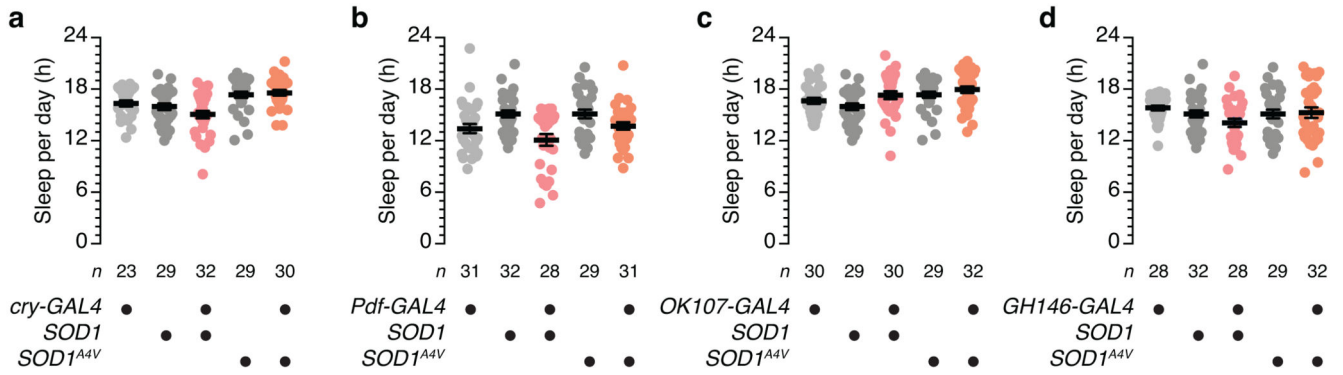 a
Sleep per day (h)
24
18
12
6
0
n 23 29 32 29 30
cry-GAL4
SOD1
SOD1A4V
b
Sleep per day (h)
24
18
12
6
0
n 31 32 28 29 31
Pdf-GAL4
SOD1
SOD1A4V
c
Sleep per day (h)
24
18
12
6
0
n 30 29 30 29 32
OK107-GAL4
SOD1
SOD1A4V
d
Sleep per day (h)
24
18
12
6
0
n 28 32 28 29 32
GH146-GAL4
SOD1
SOD1A4V